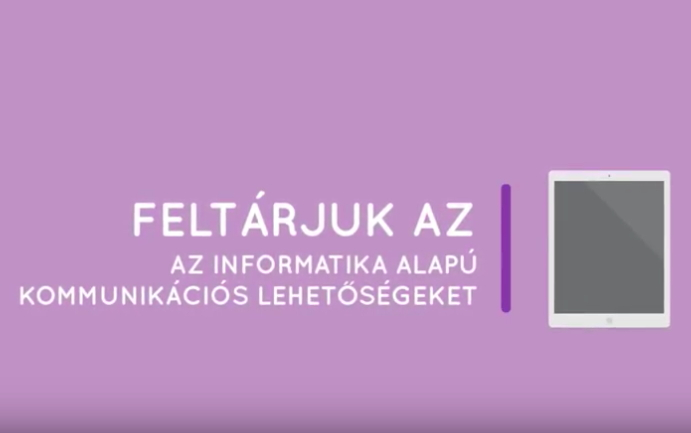 FELTÁRJUK AZ
AZ INFORMATIKA ALAPÚ
KOMMUNIKÁCIÓS LEHETŐSÉGEKET